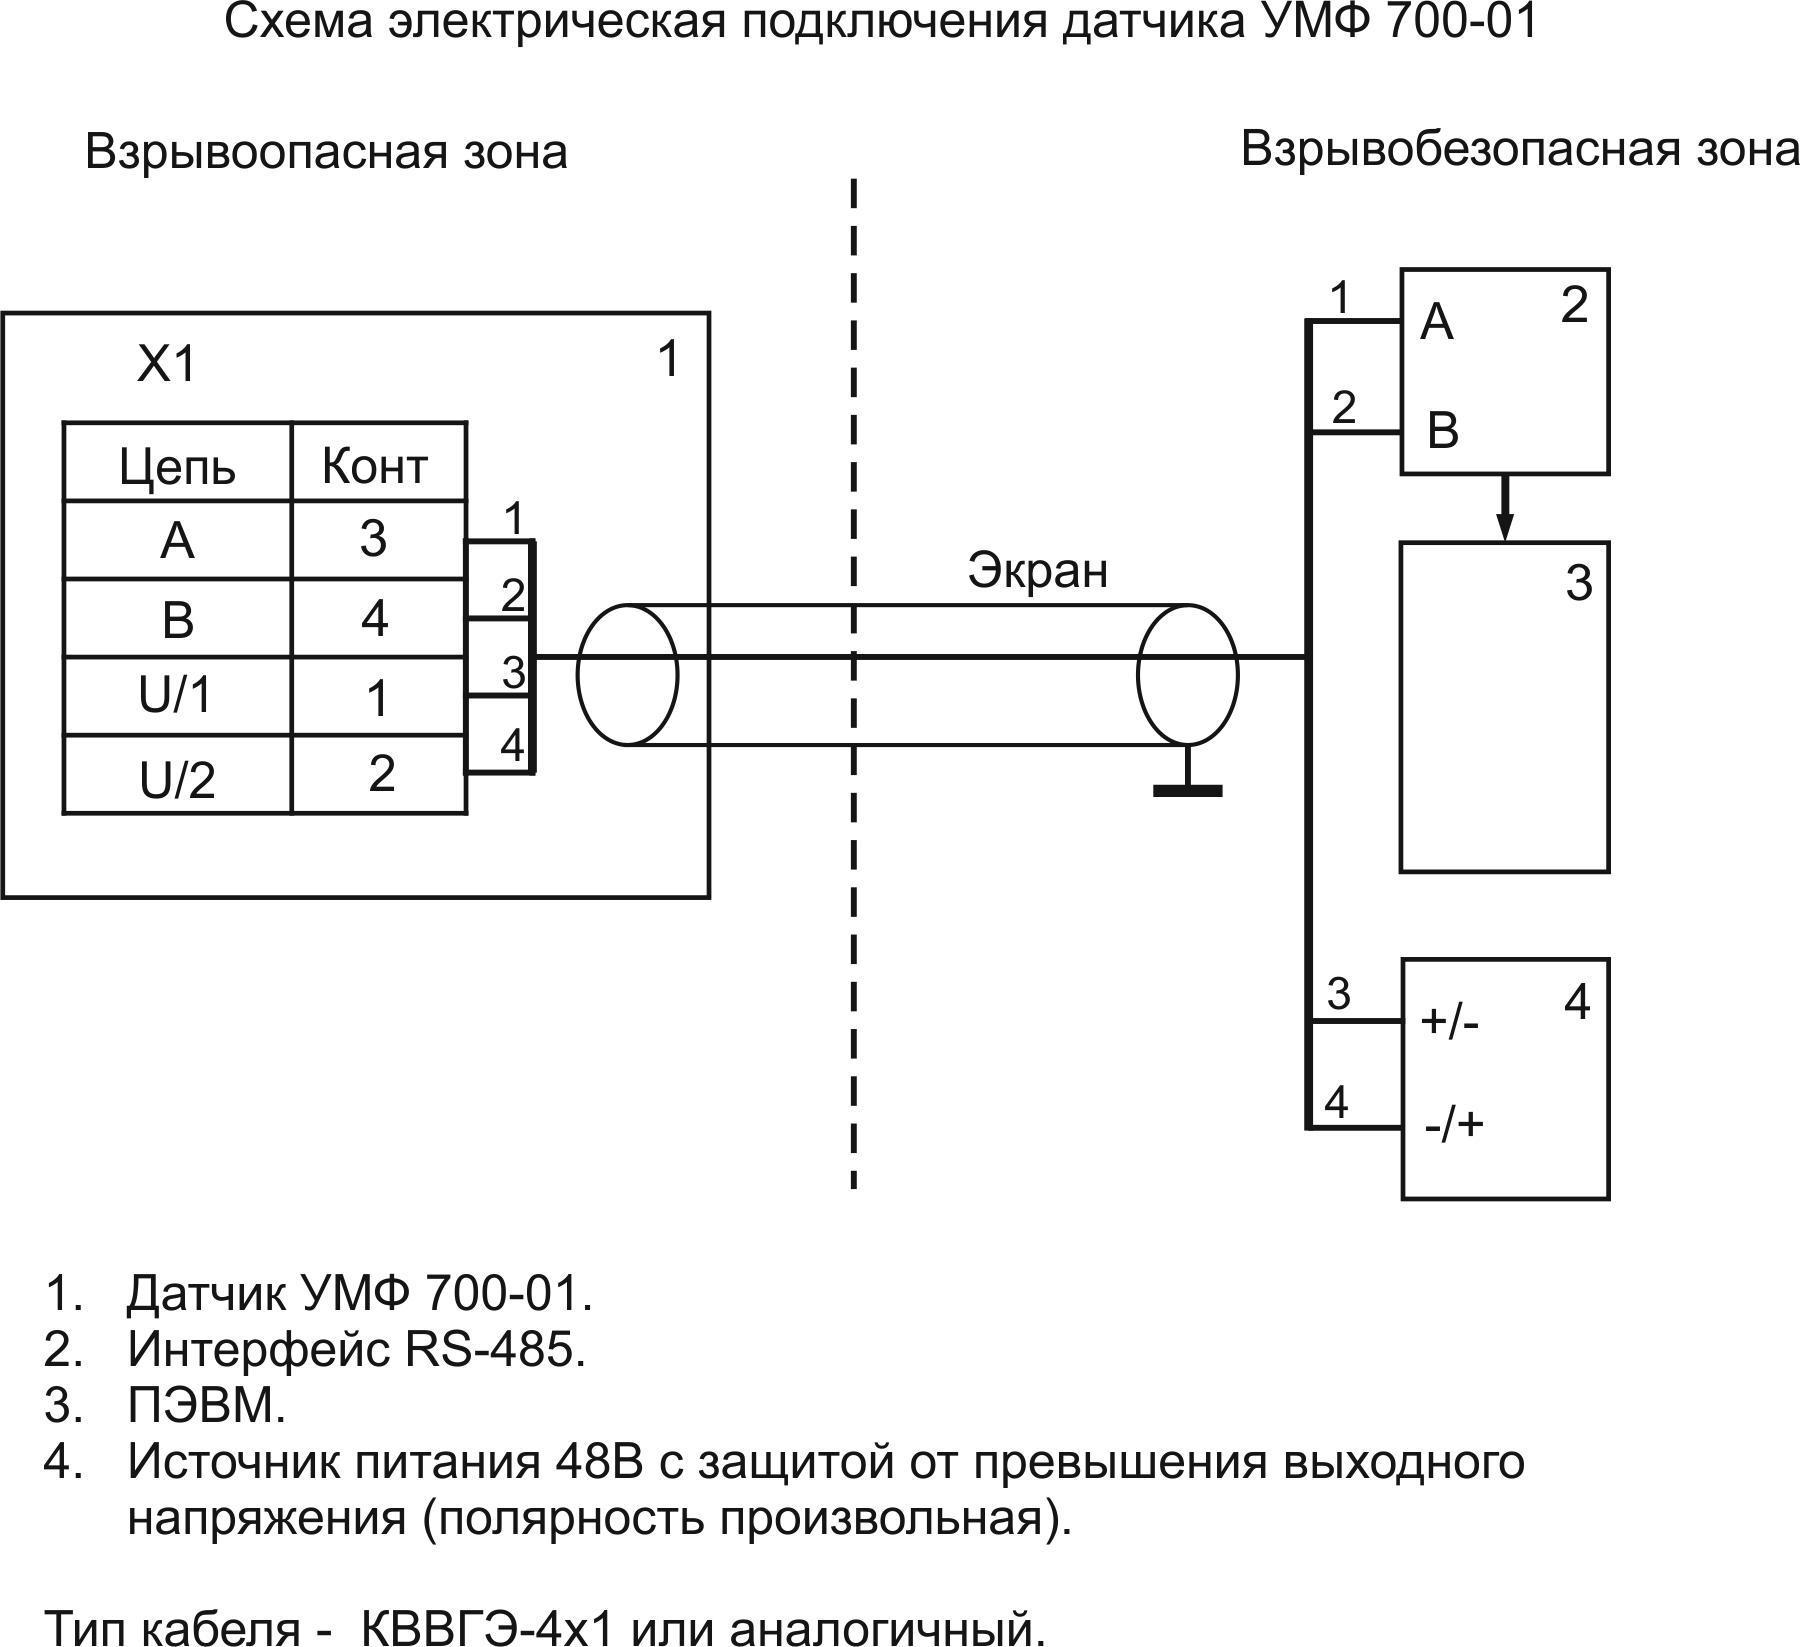 Схема электрическая подключения датчика УМФ 700-01
Взрывоопасная зона
Взрывобезопасная зона
X1
1
Цепь Конт
A 3
B 4
U/1 1
U/2 2
1
2
3
4
Экран
1
2
A
B
2
3
3
4
+/-
-/+
4
1. Датчик УМФ 700-01.
2. Интерфейс RS-485.
3. ПЭВМ.
4. Источник питания 48В с защитой от превышения выходного
напряжения (полярность произвольная).
Тип кабеля - КВВГЭ-4х1 или аналогичный.